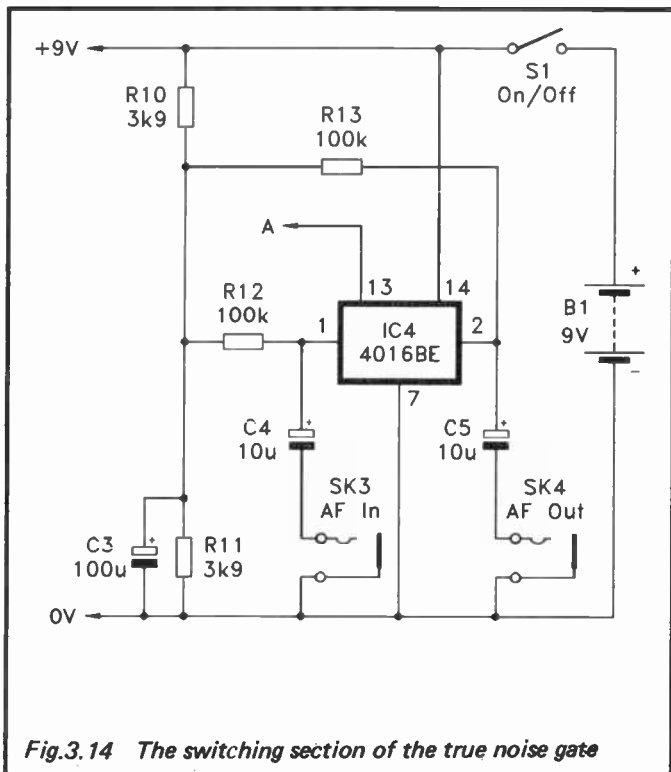 +9V
S1
On/Off
R10
3k9
R13
100k
A
13
14
R12
100k
1
IC4
4016BE
2
7
B1
9V
+
-
C4
10u
+
C5
10u
+
SK3
AF In
SK4
AF Out
C3
100u
+
R11
3k9
0V
Fig.3.14 The switching section of the true noise gate